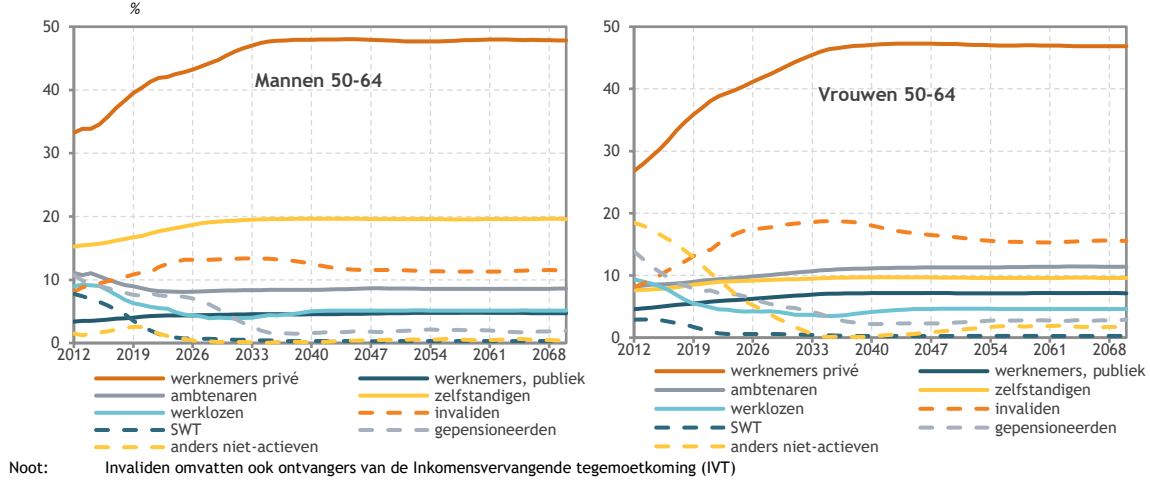 %
50
40
30
20
10
0
Mannen 50-64
2012 2019 2026 2033 2040 2047 2054 2061 2068
werknemers privé werknemers, publiek
ambtenaren zelfstandigen
werklozen invaliden
SWT gepensioneerden
anders niet-actieven
50
40
30
20
10
0
Vrouwen 50-64
2012 2019 2026 2033 2040 2047 2054 2061 2068
werknemers privé werknemers, publiek
ambtenaren zelfstandigen
werklozen invaliden
SWT gepensioneerden
anders niet-actieven
Noot: Invaliden omvatten ook ontvangers van de Inkomensvervangende tegemoetkoming (IVT)